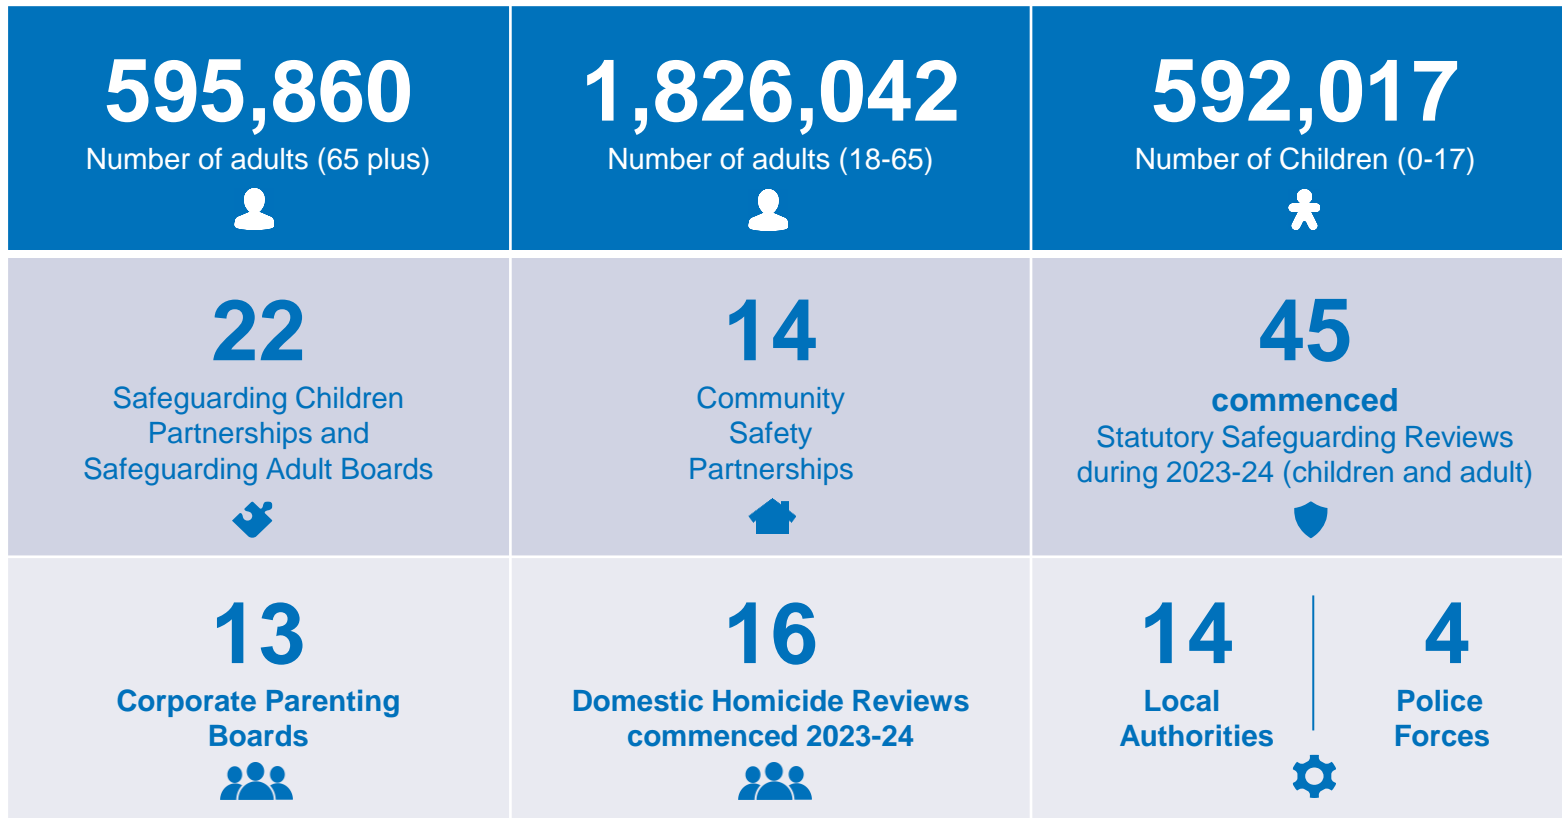 595,860
Number of adults (65 plus)
1,826,042
Number of adults (18-65)
592,017
Number of Children (0-17)
22
Safeguarding Children
Partnerships and
Safeguarding Adult Boards
14
Community
Safety
Partnerships
45
commenced
Statutory Safeguarding Reviews
during 2023-24 (children and adult)
13
Corporate Parenting
Boards
16
Domestic Homicide Reviews
commenced 2023-24
14
Local
Authorities
4
Police
Forces